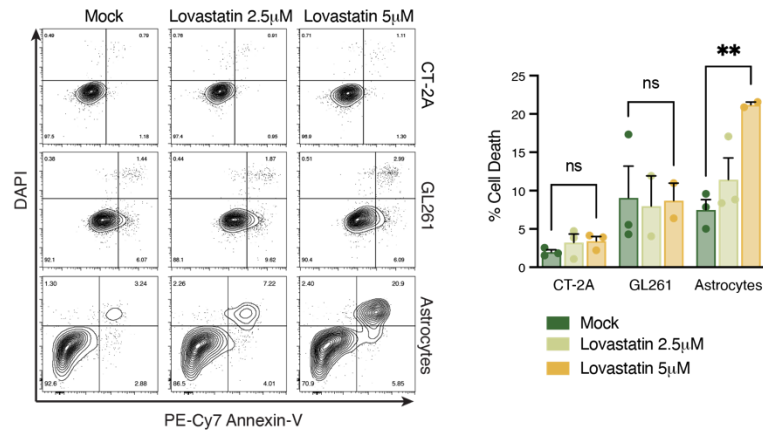 Mock Lovastatin 2.5μM Lovastatin 5μM
0.49 0.79 0.76 0.91 0.71 1.11
CT-2A
97.5 1.18 97.4 0.89 96.9 1.30
0.38 1.44 0.44 1.87 0.51 2.99
DAPI
GL261
92.1 6.07 88.1 9.62 90.4 6.09
1.30 3.24 2.26 7.22 2.40 20.9
Astrocytes
92.6 2.88 86.5 4.01 70.9 5.85
PE-Cy7 Annexin-V
**
25
ns
20
% Cell Death
15
10
ns
5
0
CT-2A GL261 Astrocytes
Mock
Lovastatin 2.5μM
Lovastatin 5μM